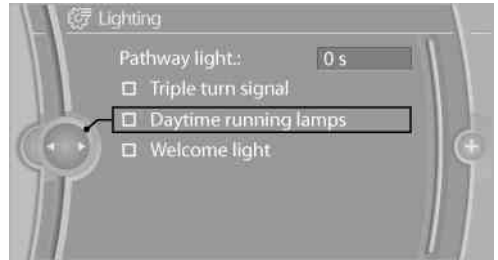 Lighting
Pathway light.: 0 s
Triple turn signal
Daytime running lamps
Welcome light